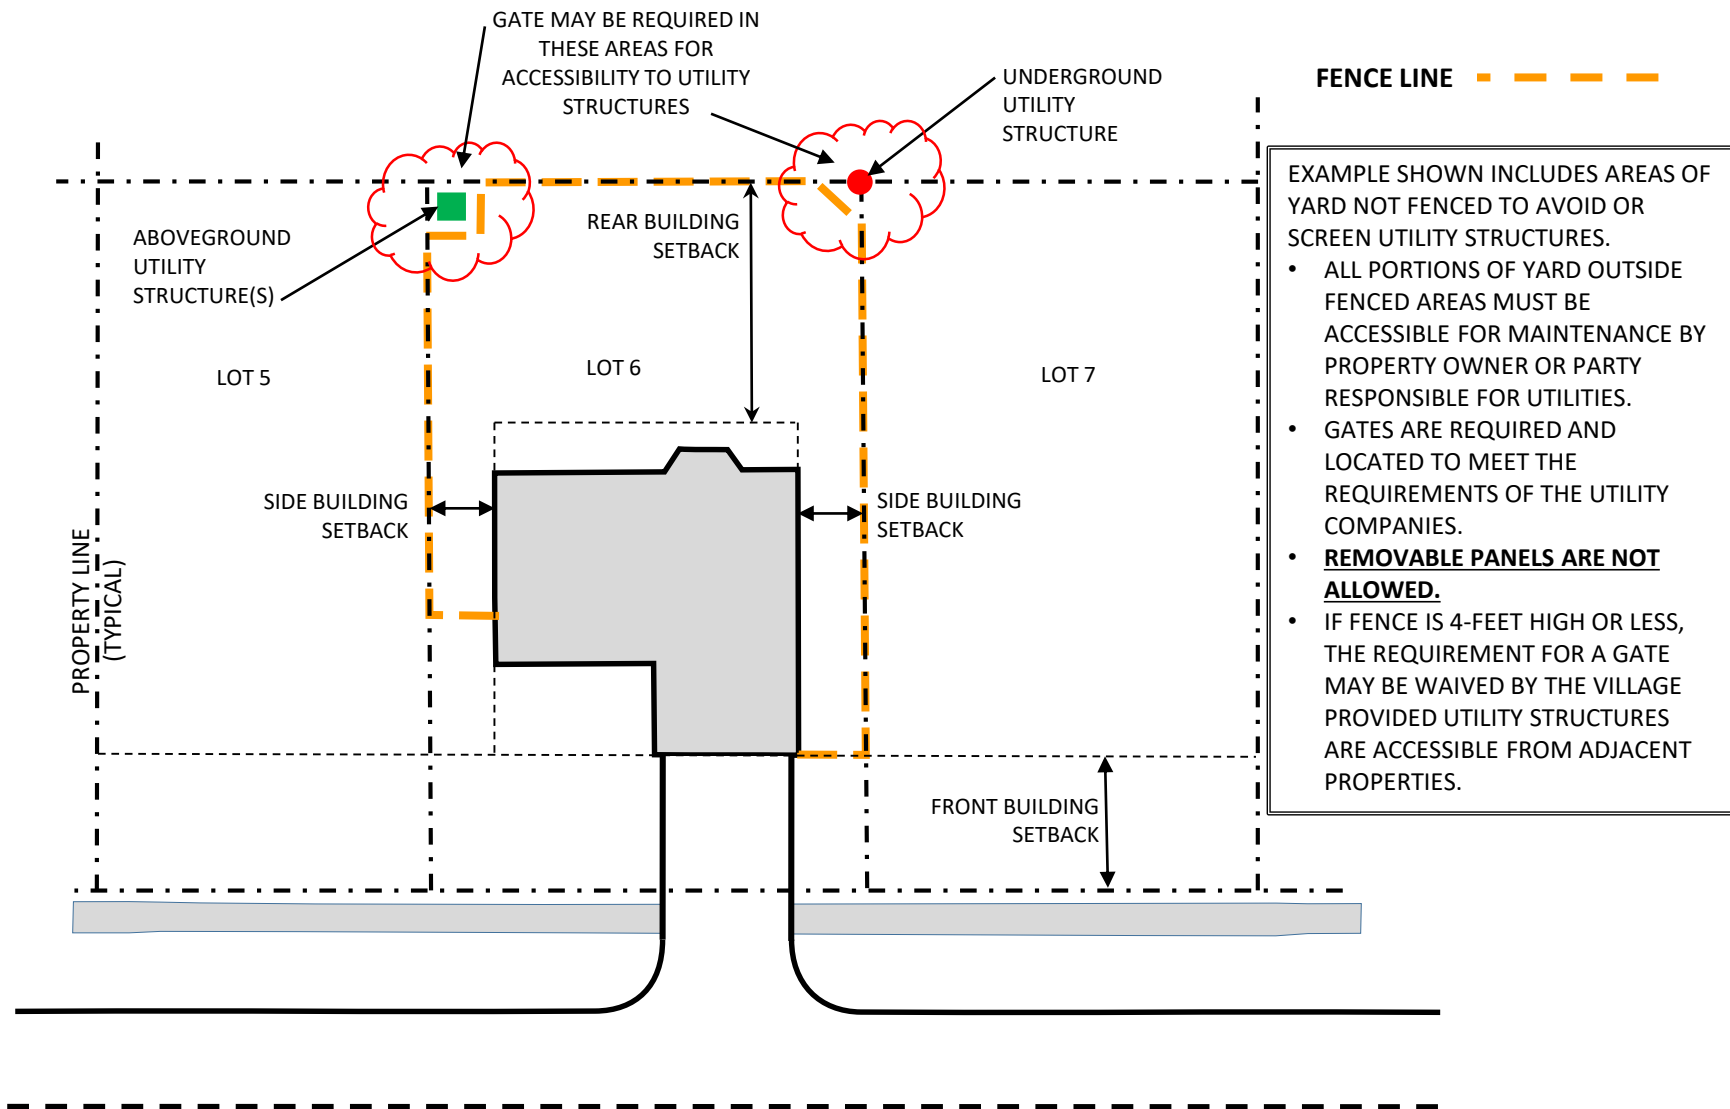 GATE MAY BE REQUIRED IN
THESE AREAS FOR
ACCESSIBILITY TO UTILITY
STRUCTURES
UNDERGROUND
UTILITY
STRUCTURE
FENCE LINE
ABOVEGROUND
UTILITY
STRUCTURE(S)
REAR BUILDING
SETBACK
LOT 5
LOT 6
LOT 7
SIDE BUILDING
SETBACK
SIDE BUILDING
SETBACK
PROPERTY LINE
(TYPICAL)
FRONT BUILDING
SETBACK
EXAMPLE SHOWN INCLUDES AREAS OF
YARD NOT FENCED TO AVOID OR
SCREEN UTILITY STRUCTURES.
• ALL PORTIONS OF YARD OUTSIDE
FENCED AREAS MUST BE
ACCESSIBLE FOR MAINTENANCE BY
PROPERTY OWNER OR PARTY
RESPONSIBLE FOR UTILITIES.
• GATES ARE REQUIRED AND
LOCATED TO MEET THE
REQUIREMENTS OF THE UTILITY
COMPANIES.
• REMOVABLE PANELS ARE NOT
ALLOWED.
• IF FENCE IS 4-FEET HIGH OR LESS,
THE REQUIREMENT FOR A GATE
MAY BE WAIVED BY THE VILLAGE
PROVIDED UTILITY STRUCTURES
ARE ACCESSIBLE FROM ADJACENT
PROPERTIES.